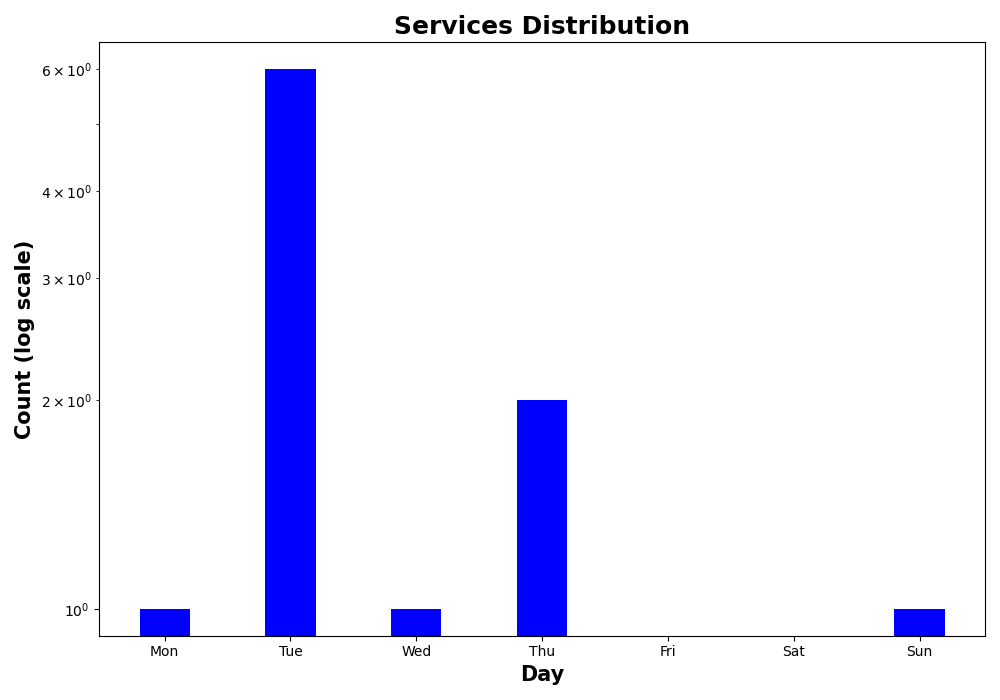 Services Distribution
6 × 10⁰
4 × 10⁰
3 × 10⁰
2 × 10⁰
10⁰
Count (log scale)
Mon Tue Wed Thu Fri Sat Sun
Day